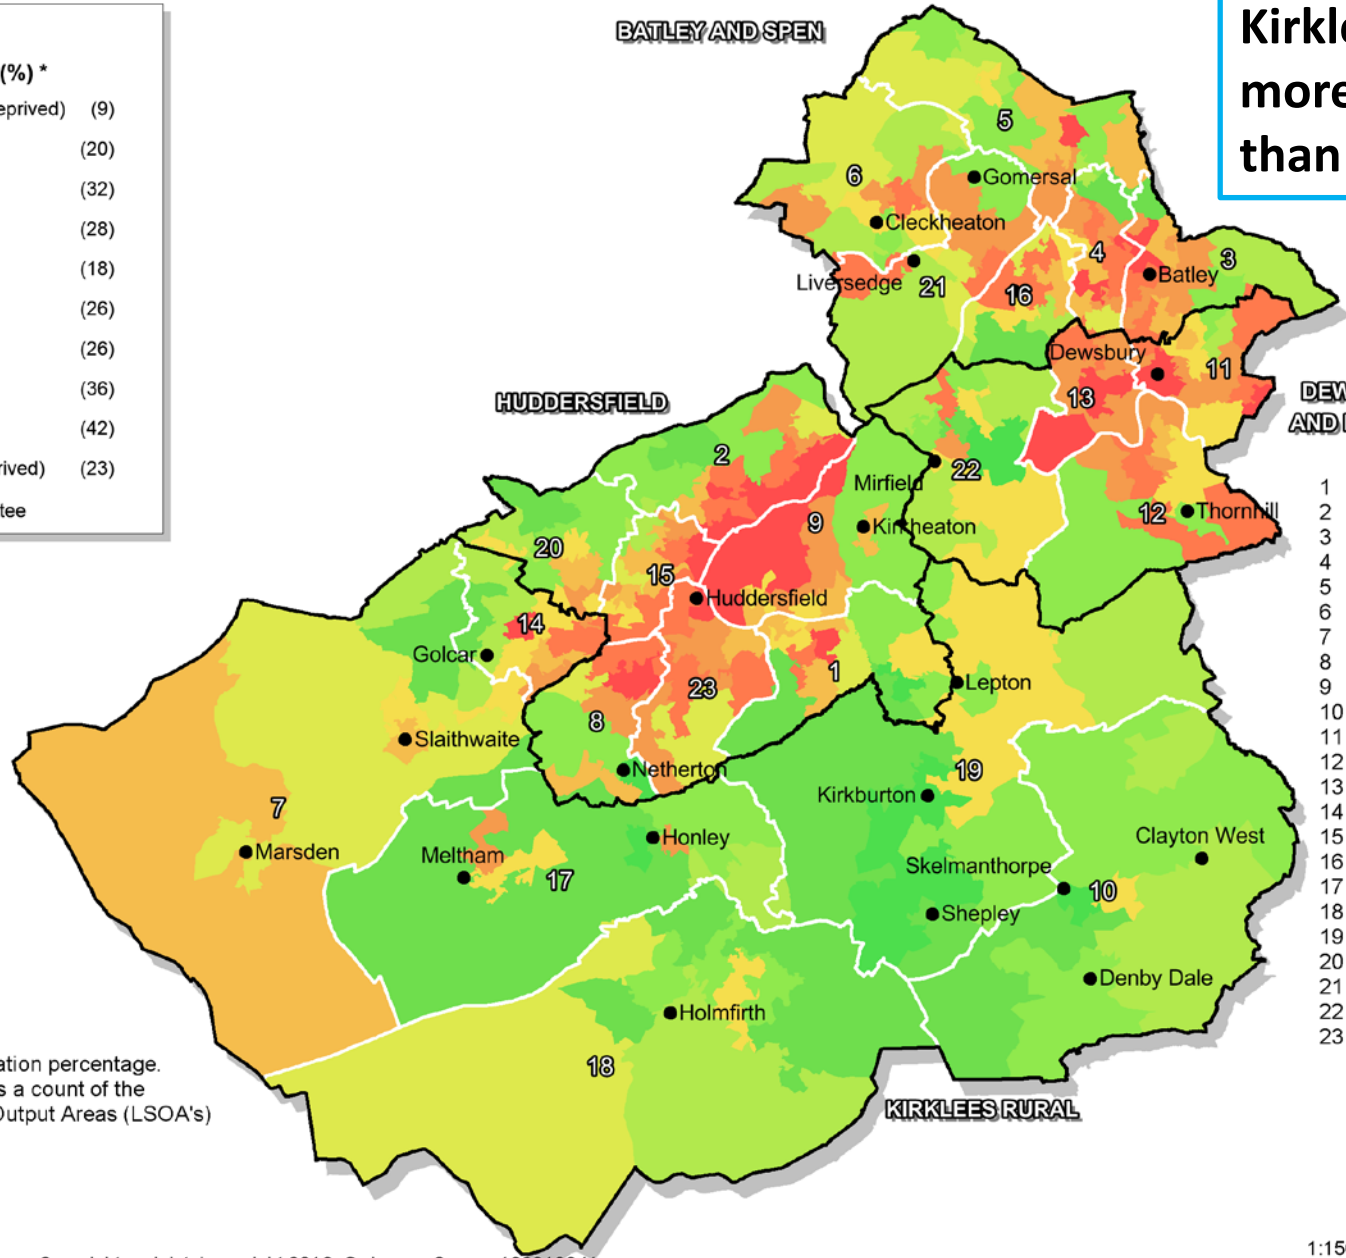 (%) *
eprived) (9)
(20)
(32)
(28)
(18)
(26)
(26)
(36)
(42)
rived) (23)
tee
Kirkle
more
than
BATLEY AND SPEN
5
6
Gomersal
Cleckheaton
4
3
Batley
Liversedge
21
16
Dewsbury
11
13
DEW
AND
HUDDERSFIELD
2
22
Mirfield
9
Kirkheaton
12
Thornhill
20
15
Huddersfield
14
Golcar
1
23
Lepton
8
Slaithwaite
Netherton
19
7
Kirkburton
Marsden
Honley
Clayton West
Meltham
17
Skelmanthorpe
10
Shepley
Denby Dale
Holmfirth
18
KIRKLEES RURAL
1
2
3
4
5
6
7
8
9
10
11
12
13
14
15
16
17
18
19
20
21
22
23
ation percentage.
s a count of the
Output Areas (LSOA's)
1:15